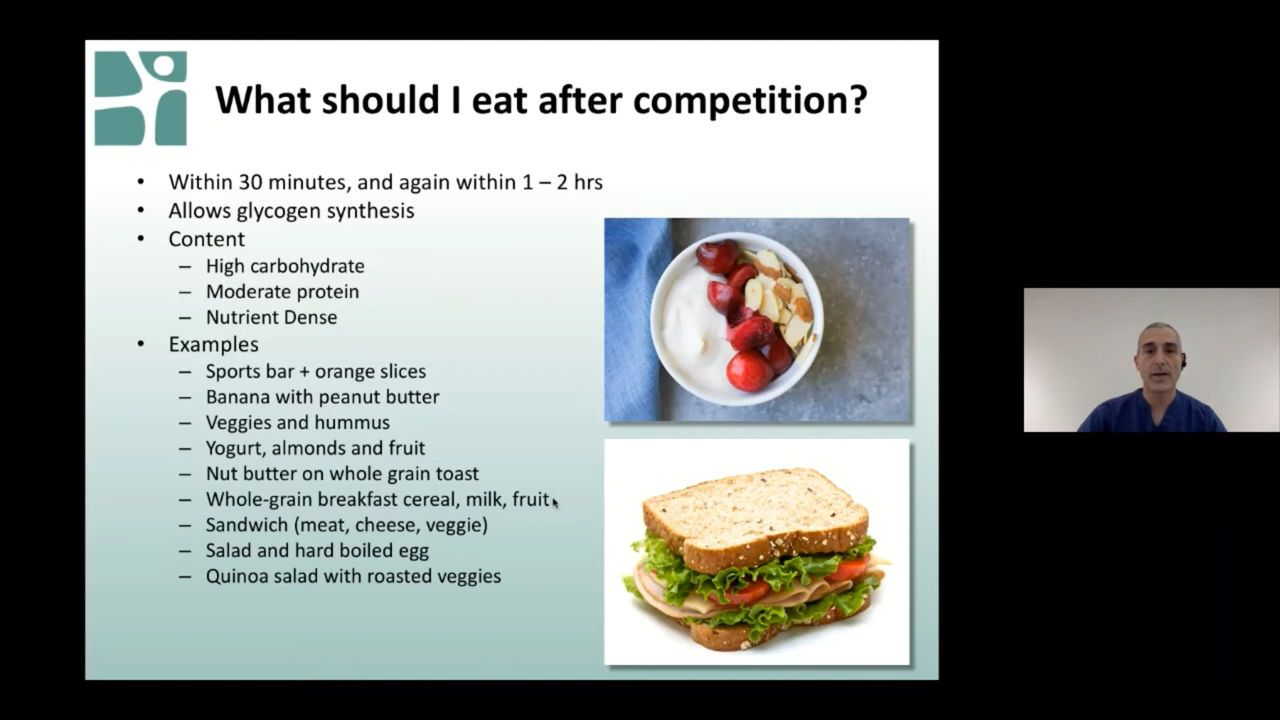 What should I eat after competition?
• Within 30 minutes, and again within 1 – 2 hrs
• Allows glycogen synthesis
• Content
– High carbohydrate
– Moderate protein
– Nutrient Dense
• Examples
– Sports bar + orange slices
– Banana with peanut butter
– Veggies and hummus
– Yogurt, almonds and fruit
– Nut butter on whole grain toast
– Whole-grain breakfast cereal, milk, fruit
– Sandwich (meat, cheese, veggie)
– Salad and hard boiled egg
– Quinoa salad with roasted veggies